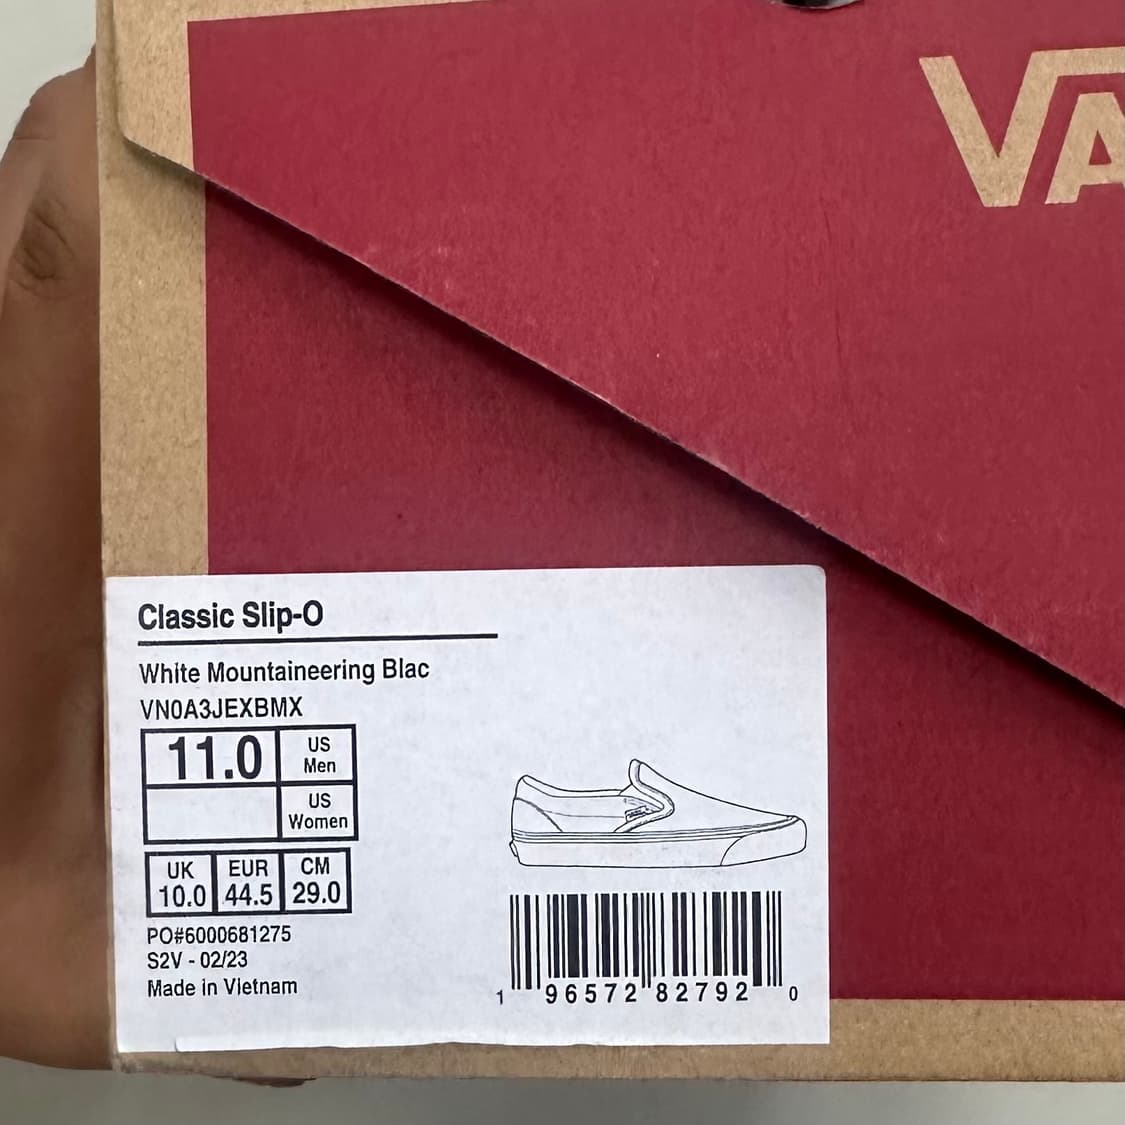 VA
Classic Slip-O
White Mountaineering Blac
VN0A3JEXBMX
11.0 US Men
US Women
UK EUR CM
10.0 44.5 29.0
PO#6000681275
S2V - 02/23
Made in Vietnam
1 96572 82792 0